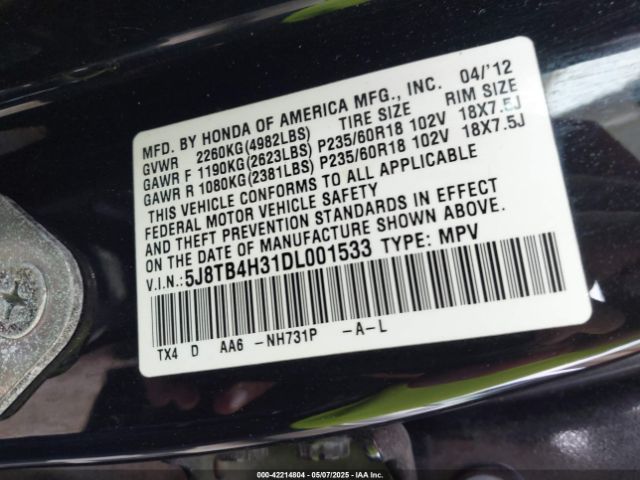 MFD. BY HONDA OF AMERICA MFG., INC. 04/'12
GVWR 2260KG(4982LBS) TIRE SIZE RIM SIZE
GAWR F 1190KG(2623LBS) P235/60R18 102V 18X7.5J
GAWR R 1080KG(2381LBS) P235/60R18 102V 18X7.5J
THIS VEHICLE CONFORMS TO ALL APPLICABLE
FEDERAL MOTOR VEHICLE SAFETY
AND THEFT PREVENTION STANDARDS IN EFFECT
ON THE DATE OF MANUFACTURE SHOWN ABOVE.
V.I.N.: 5J8TB4H31DL001533 TYPE: MPV
TX4 D AA6 -NH731P -A-L
000-42214804 05/07/2025 Copyright IAA, LLC